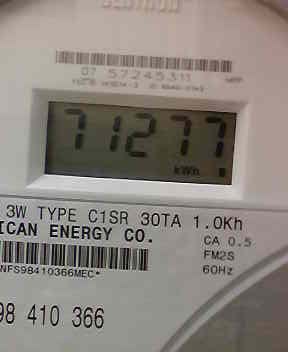 07 57245311
71277
kWh
3W TYPE C1SR 30TA 1.0Kh
ICAN ENERGY CO.
CA 0.5
FM2S
NFS98410366MEC*
60Hz
98 410 366